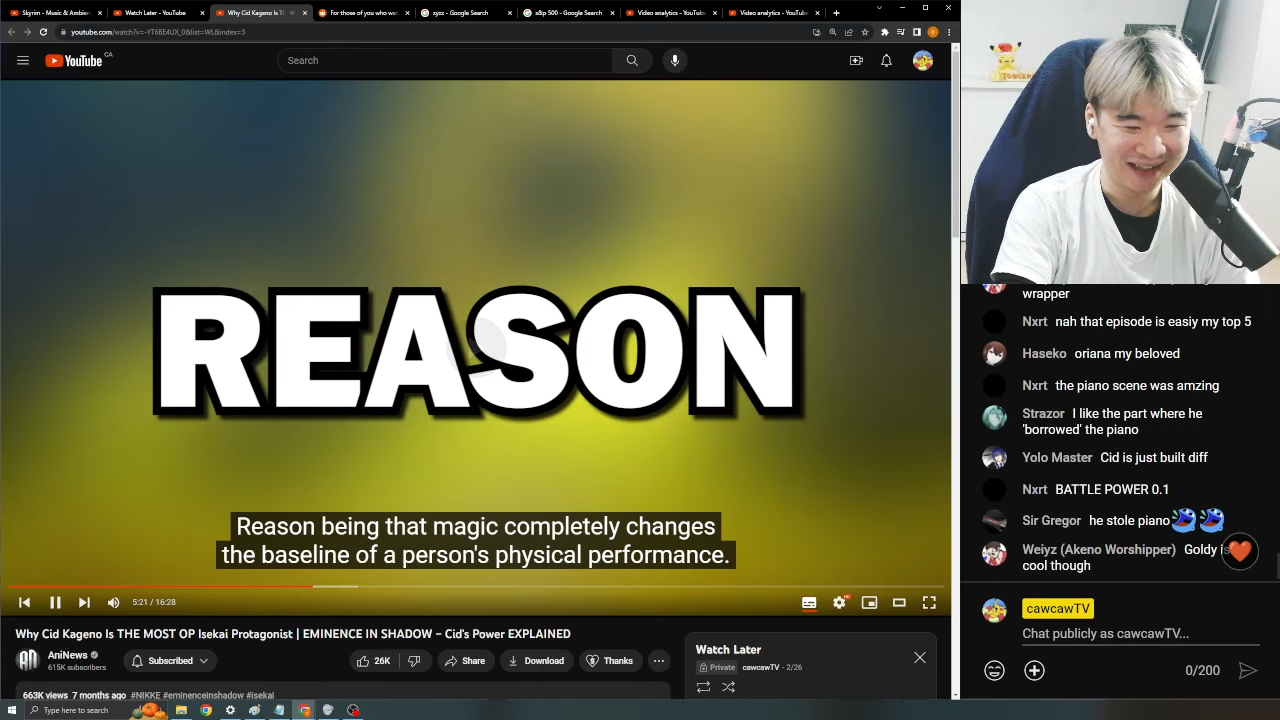 Skyrim - Music & Ambien
Watch Later - YouTube
Why Cid Kageno Is T
For those of you who wa
zyzz - Google Search
s&p 500 - Google Search
Video analytics - YouTu
Video analytics - YouTu
youtube.com/watch?v=-YT6BE4UX_0&list=WL&index=3
YouTube CA
Search
REASON
Reason being that magic completely changes
the baseline of a person's physical performance.
5:21 / 16:28
HD
Why Cid Kageno Is THE MOST OP Isekai Protagonist | EMINENCE IN SHADOW – Cid's Power EXPLAINED
AniNews
615K subscribers
Subscribed
26K
Share
Download
Thanks
663K views 7 months ago #NIKKE #eminenceinshadow #isekai
Watch Later
Private cawcawTV - 2/26
Type here to search
wrapper
Nxrt nah that episode is easiy my top 5
Haseko oriana my beloved
Nxrt the piano scene was amzing
Strazor I like the part where he
'borrowed' the piano
Yolo Master Cid is just built diff
Nxrt BATTLE POWER 0.1
Sir Gregor he stole piano
Weiyz (Akeno Worshipper) Goldy is
cool though
cawcawTV
Chat publicly as cawcawTV...
0/200